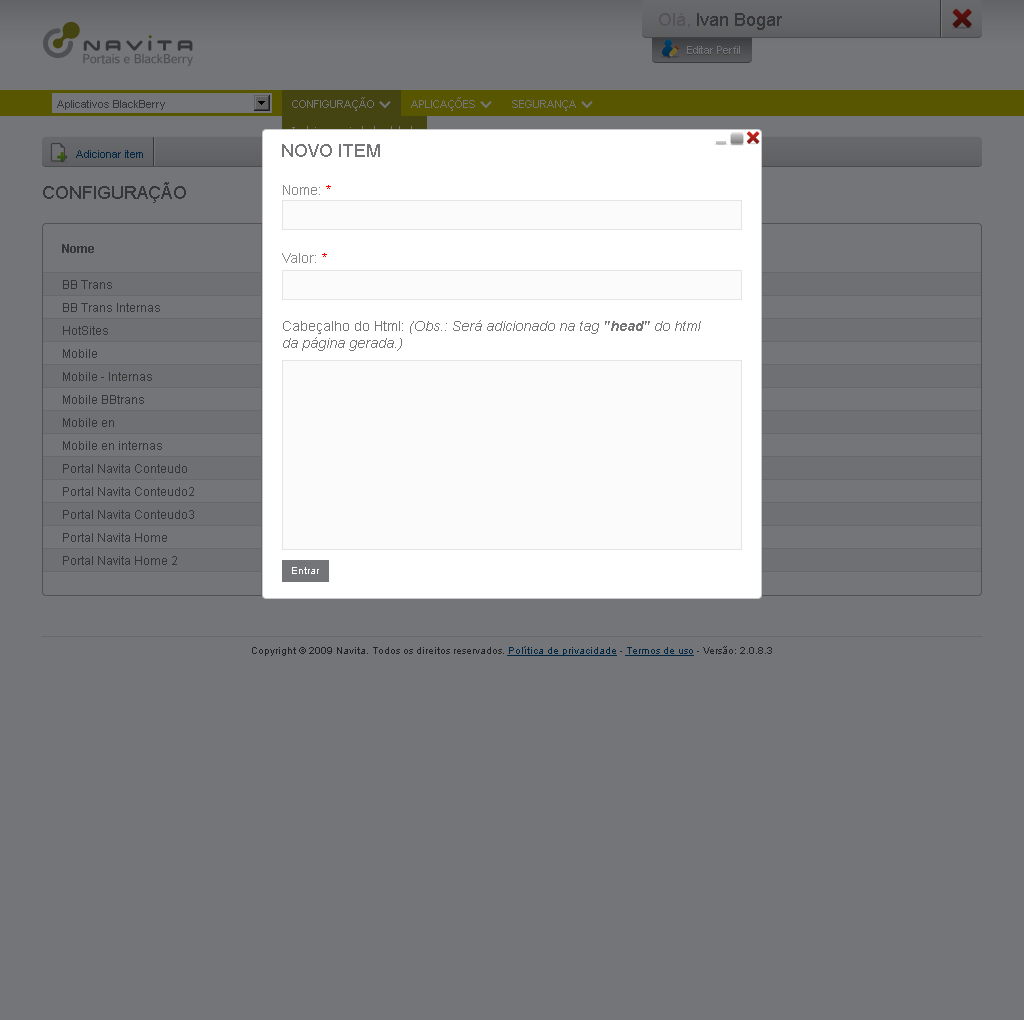 Olá, Ivan Bogar
NAVITA
Portais e BlackBerry
Editar Perfil
Aplicativos BlackBerry
CONFIGURAÇÃO
APLICAÇÕES
SEGURANÇA
Adicionar item
CONFIGURAÇÃO
Nome
BB Trans
BB Trans Internas
HotSites
Mobile
Mobile - Internas
Mobile BBtrans
Mobile en
Mobile en internas
Portal Navita Conteudo
Portal Navita Conteudo2
Portal Navita Conteudo3
Portal Navita Home
Portal Navita Home 2
NOVO ITEM
Nome: *
Valor: *
Cabeçalho do Html: (Obs.: Será adicionado na tag "head" do html
da página gerada.)
Entrar
Copyright © 2009 Navita. Todos os direitos reservados. Política de privacidade - Termos de uso - Versão: 2.0.8.3